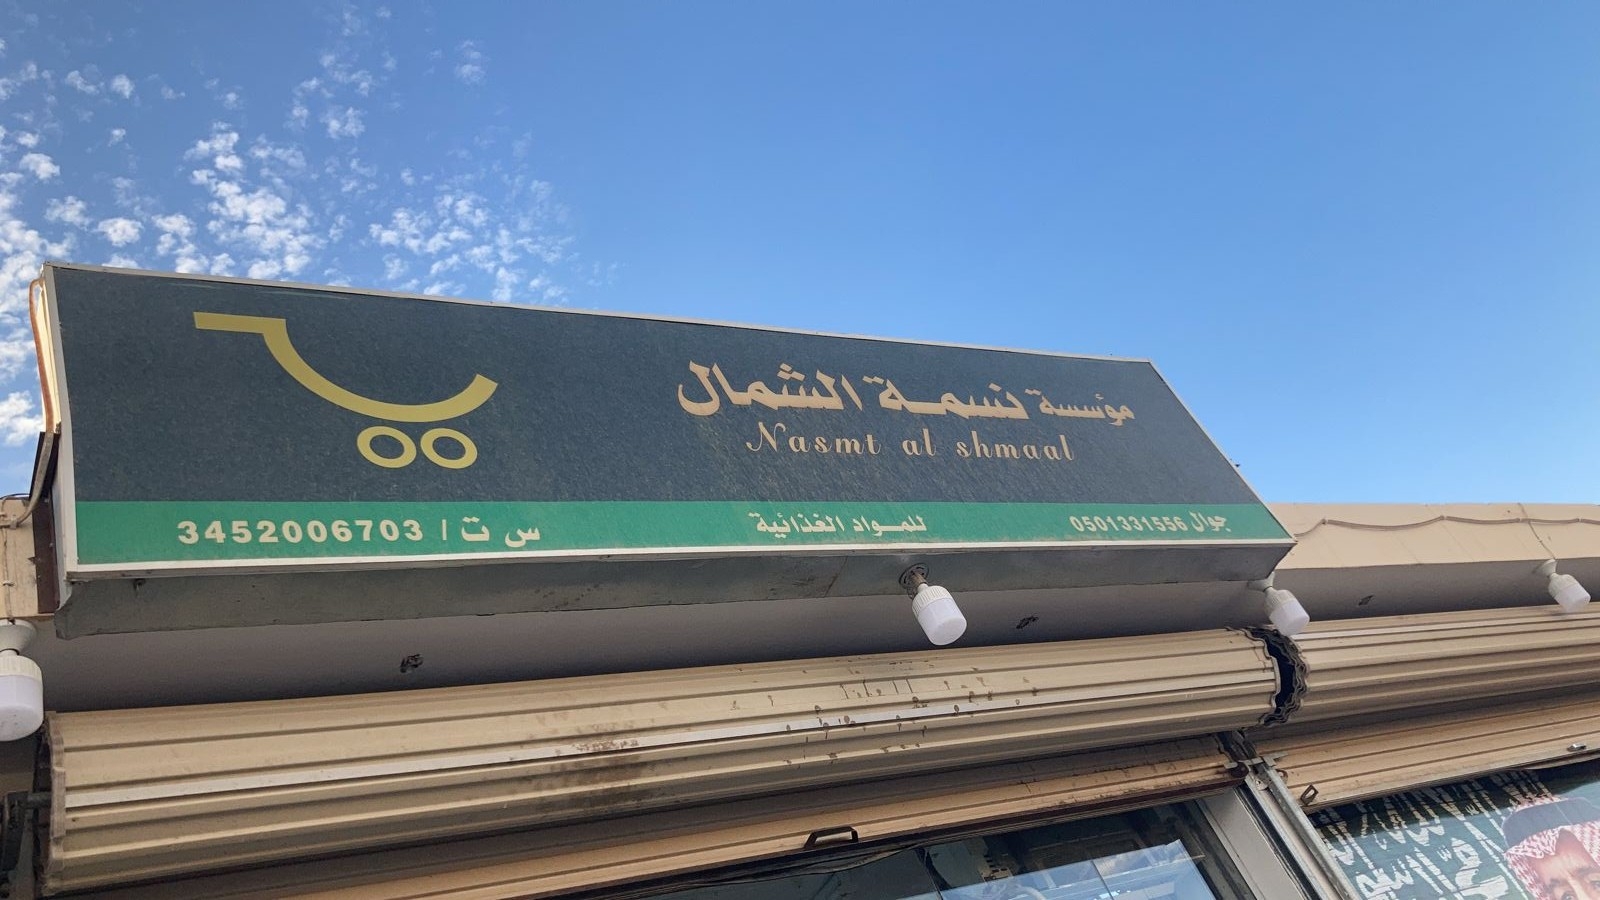 مؤسسة نسمة الشمال
Nasmt al shmaal
جوال 0501331556
للمواد الغذائية
س ت / 3452006703